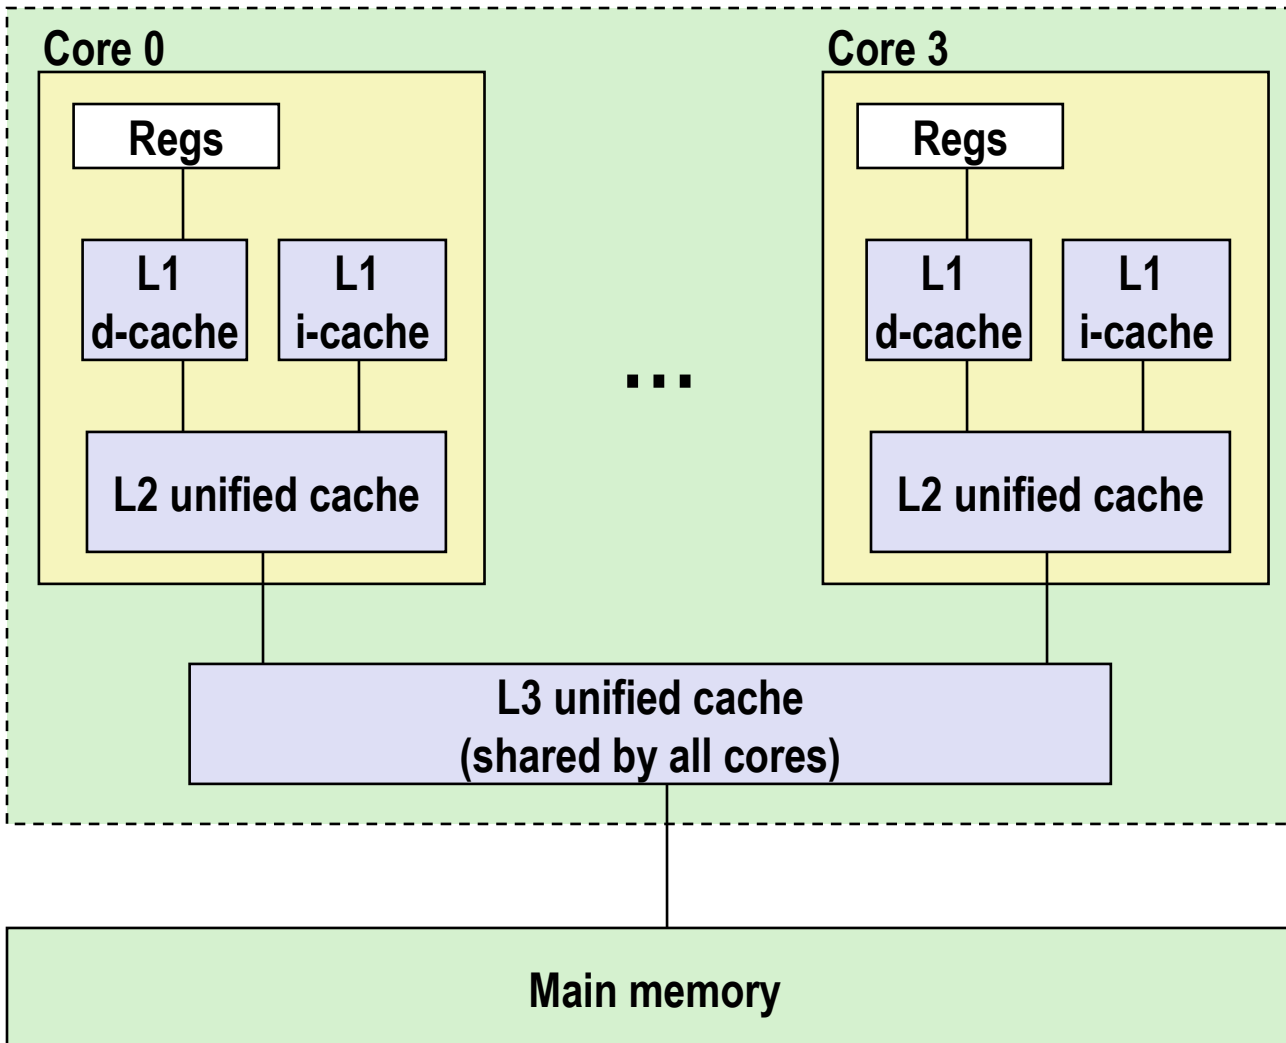 Core 0
Regs
L1
d-cache
L1
i-cache
L2 unified cache
...
Core 3
Regs
L1
d-cache
L1
i-cache
L2 unified cache
L3 unified cache
(shared by all cores)
Main memory